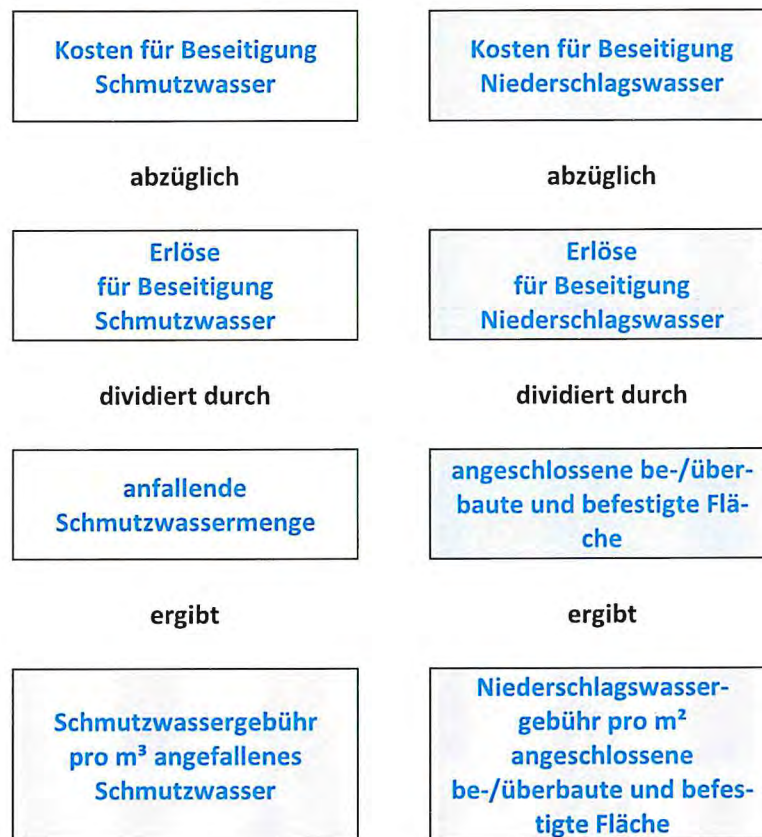 Kosten für Beseitigung
Schmutzwasser
abzüglich
Erlöse
für Beseitigung
Schmutzwasser
dividiert durch
anfallende
Schmutzwassermenge
ergibt
Schmutzwassergebühr
pro m³ angefallenes
Schmutzwasser
Kosten für Beseitigung
Niederschlagswasser
abzüglich
Erlöse
für Beseitigung
Niederschlagswasser
dividiert durch
angeschlossene be-/über-
baute und befestigte Flä-
che
ergibt
Niederschlagswasser-
gebühr pro m²
angeschlossene
be-/überbaute und befes-
tigte Fläche